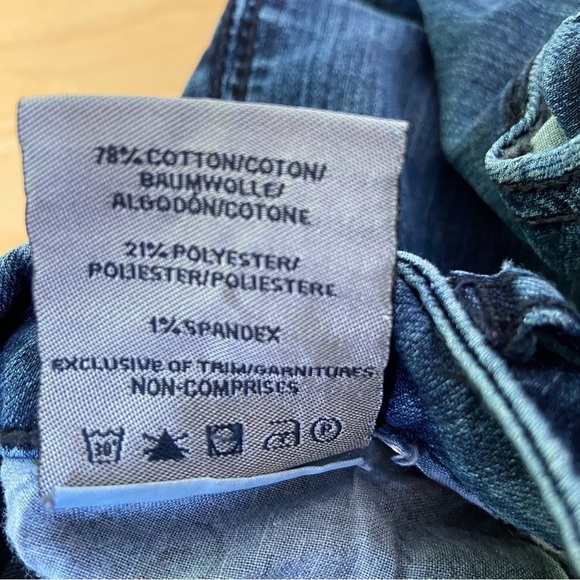 78% COTTON/COTON/
BAUMWOLLE/
ALGODÓN/COTONE
21% POLYESTER/
POLIESTER/POLIESTERE
1% SPANDEX
EXCLUSIVE OF TRIM/GARNITURES
NON-COMPRISES
30 P